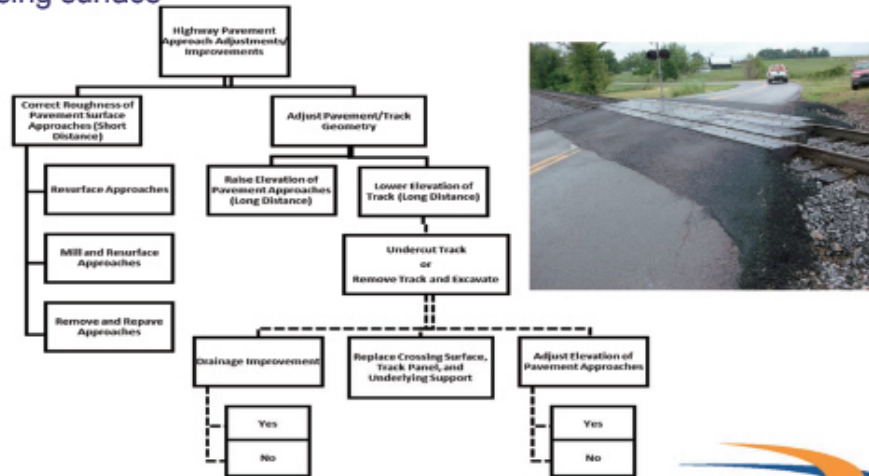 Highway Pavement
Approach Adjustments/
Improvements
Correct Roughness of
Pavement Surface
Approaches (Short
Distance)
Adjust Pavement/Track
Geometry
Resurface Approaches
Mill and Resurface
Approaches
Remove and Repave
Approaches
Raise Elevation of
Pavement Approaches
(Long Distance)
Lower Elevation of
Track (Long Distance)
Undercut Track
or
Remove Track and Excavate
Drainage Improvement
Yes
No
Replace Crossing Surface,
Track Panel, and
Underlying Support
Adjust Elevation of
Pavement Approaches
Yes
No